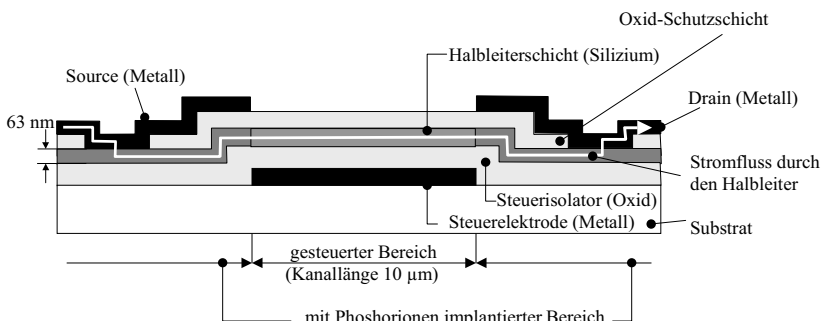 Oxid-Schutzschicht
Halbleiterschicht (Silizium)
Source (Metall)
Drain (Metall)
63 nm
Stromfluss durch
den Halbleiter
Steuerisolator (Oxid)
Steuerelektrode (Metall)
Substrat
gesteuerter Bereich
(Kanallänge 10 µm)
mit Phoshorionen implantierter Bereich